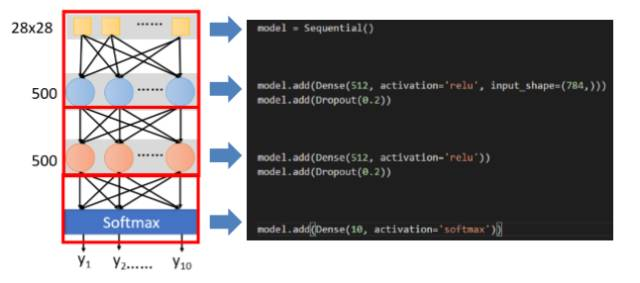 28x28
......
model = Sequential()
500
......
model.add(Dense(512, activation='relu', input_shape=(784,)))
model.add(Dropout(0.2))
500
......
model.add(Dense(512, activation='relu'))
model.add(Dropout(0.2))
Softmax
model.add(Dense(10, activation='softmax'))
y1 y2...... y10